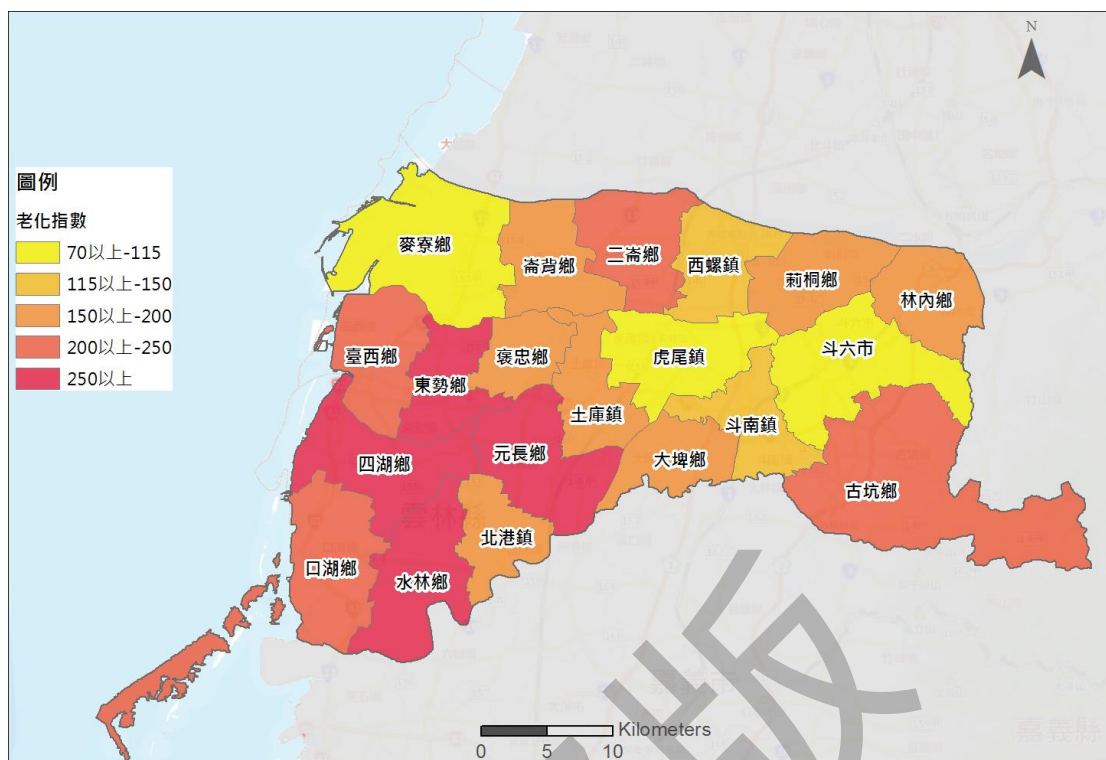 N
圖例
老化指數
70以上-115
115以上-150
150以上-200
200以上-250
250以上
麥寮鄉
崙背鄉
二崙鄉
西螺鎮
莿桐鄉
林內鄉
臺西鄉
東勢鄉
褒忠鄉
虎尾鎮
斗六市
土庫鎮
斗南鎮
四湖鄉
元長鄉
大埤鄉
古坑鄉
雲林縣
北港鎮
口湖鄉
水林鄉
版
嘉義市
嘉義縣
Kilometers
0 5 10